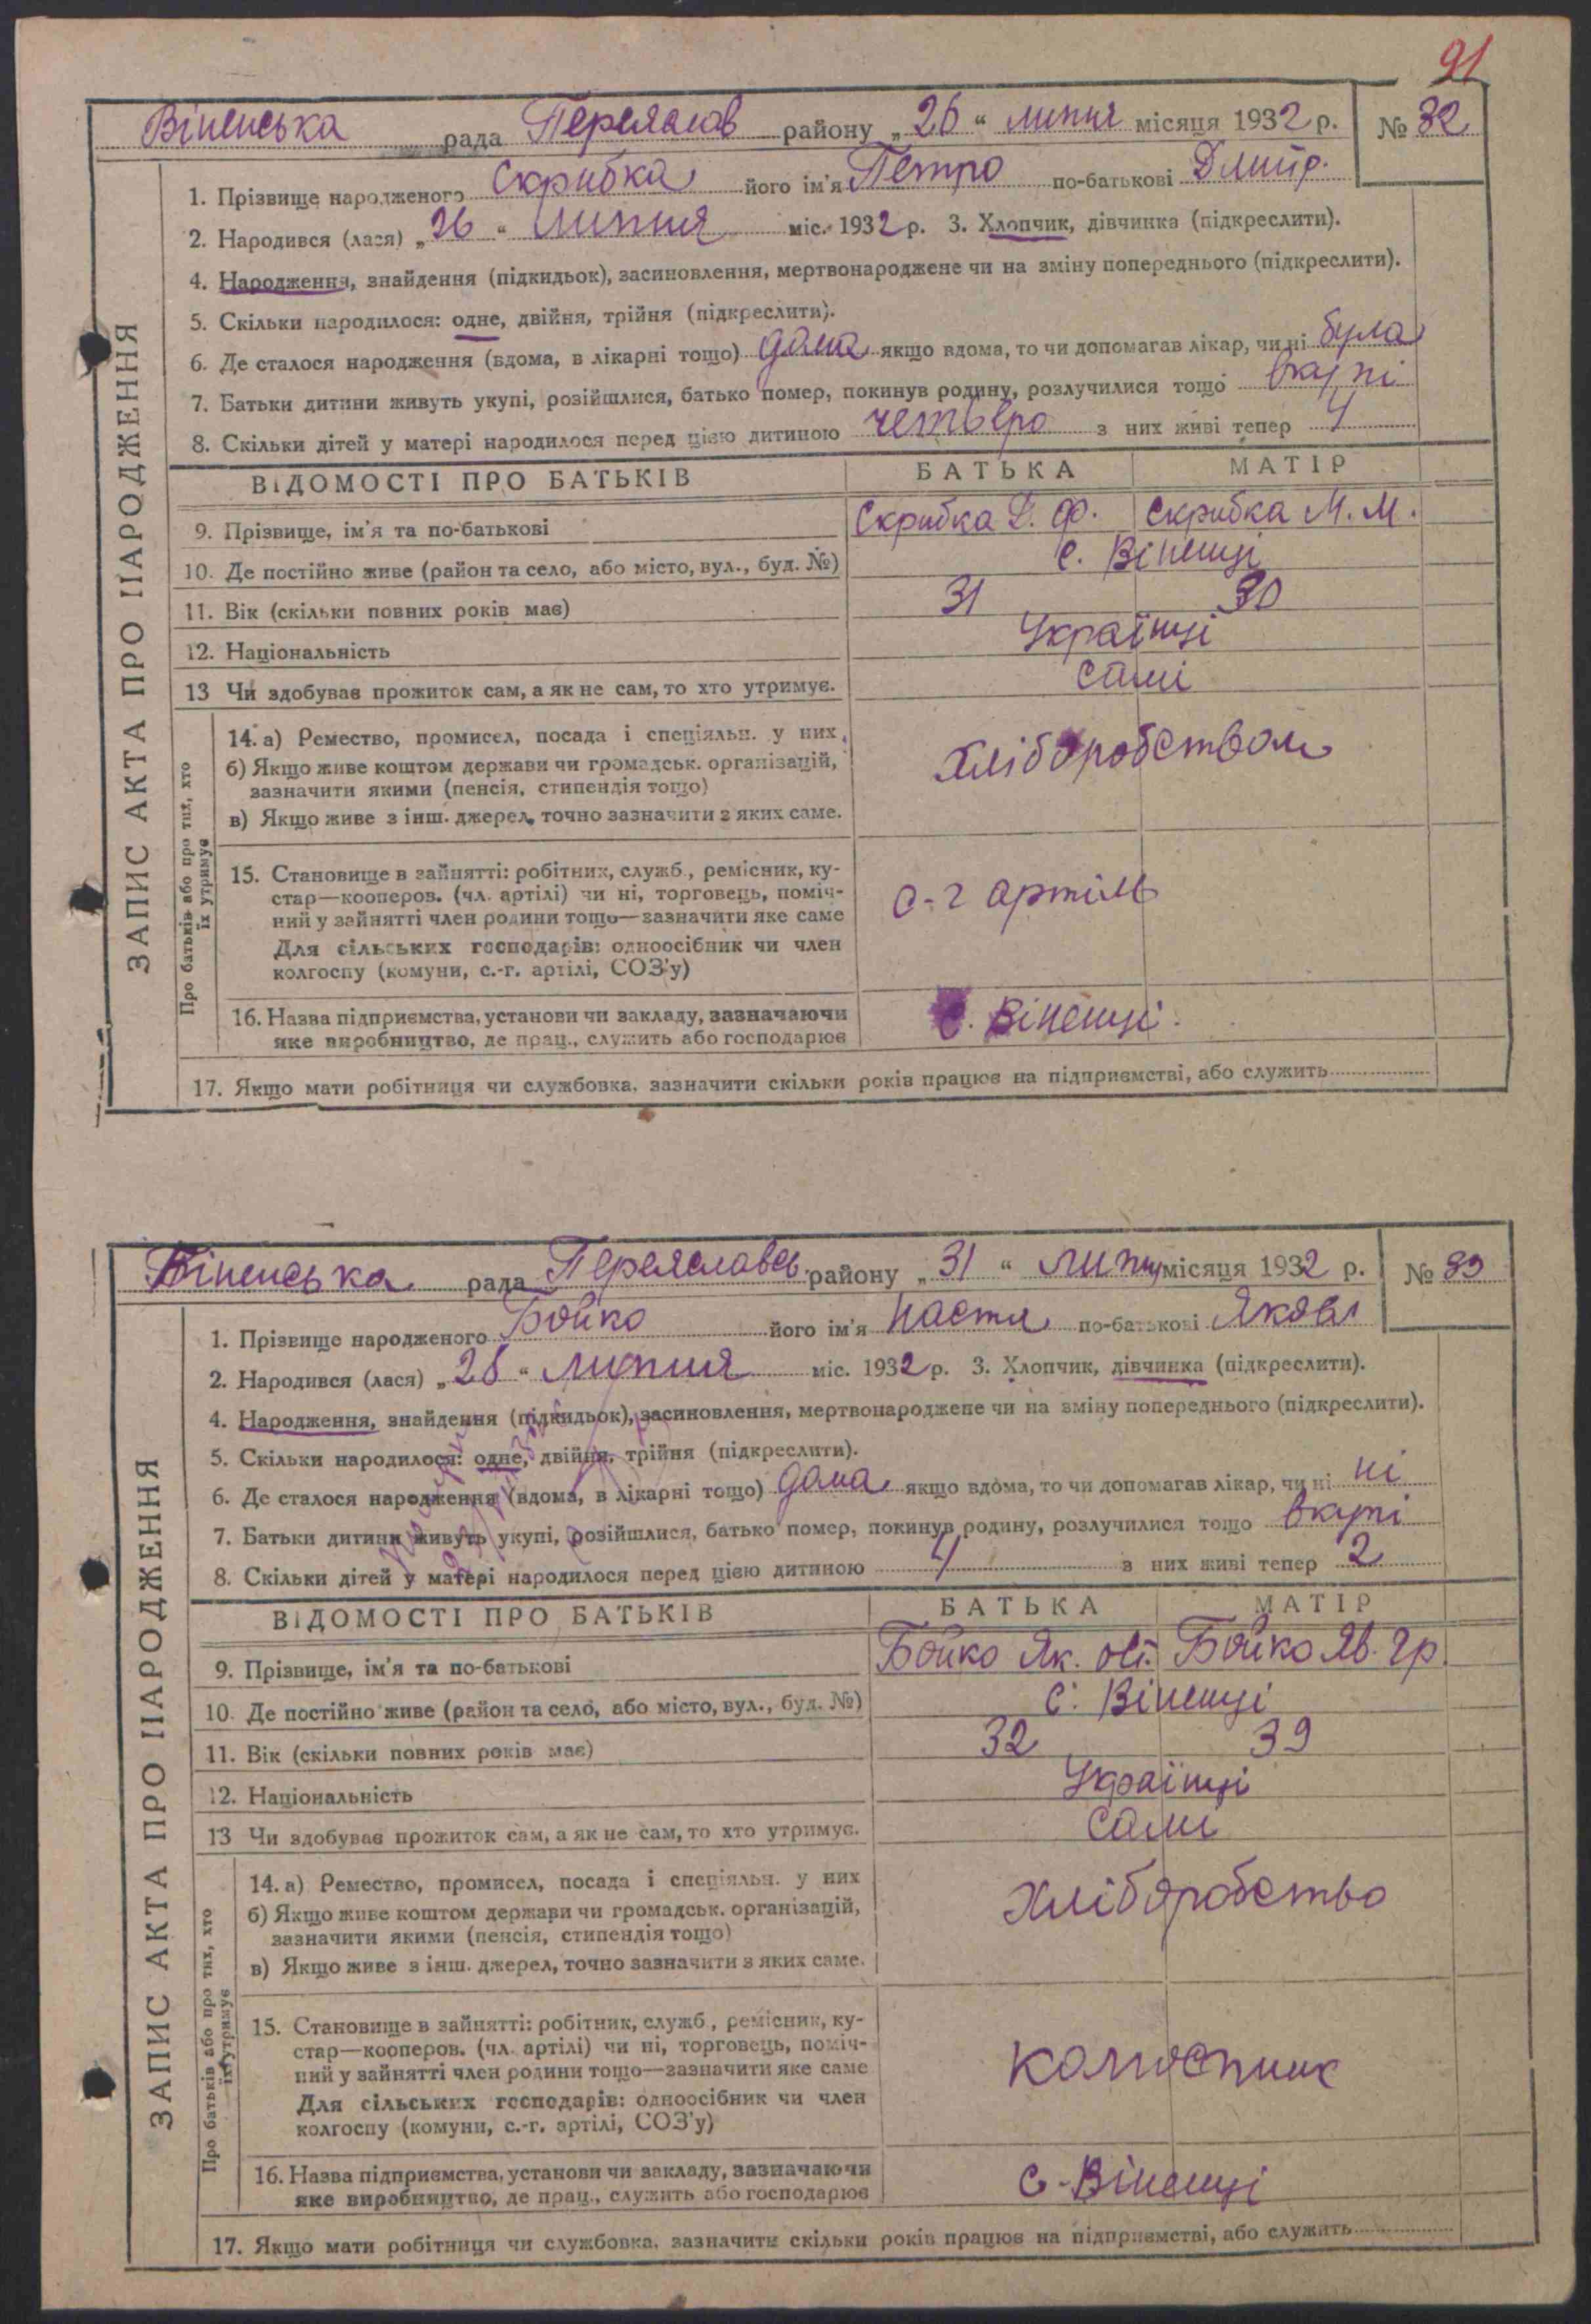 91
Віненська рада Переяслав району „26“ липня місяця 1932 р. № 82
1. Прізвище народженого Скрибка його ім'я Петро по-батькові Дмитр.
2. Народився (лася) „26“ липня міс. 1932 р. 3. Хлопчик, дівчинка (підкреслити).
4. Народження, знайдення (підкидьок), засиновлення, мертвонароджене чи на зміну попереднього (підкреслити).
5. Скільки народилося: одне, двійня, трійня (підкреслити).
6. Де сталося народження (вдома, в лікарні тощо) дома якщо вдома, то чи допомагав лікар, чи ні була
7. Батьки дитини живуть укупі, розійшлися, батько помер, покинув родину, розлучилися тощо вкупі
8. Скільки дітей у матері народилося перед цією дитиною четверо з них живі тепер 4
ВІДОМОСТІ ПРО БАТЬКІВ БАТЬКА МАТІР
9. Прізвище, ім'я та по-батькові Скрибка Д. Ф. Скрибка М. М.
10. Де постійно живе (район та село, або місто, вул., буд. №) с. Віненці
11. Вік (скільки повних років має) 31 30
12. Національність Українці
13 Чи здобував прожиток сам, а як не сам, то хто утримує. сами
14. а) Ремество, промисел, посада і спеціяльн. у них.
б) Якщо живе коштом держави чи громадськ. організацій,
зазначити якими (пенсія, стипендія тощо)
в) Якщо живе з інш. джерел, точно зазначити з яких саме.
хліборобством
15. Становище в зайнятті: робітник, служб., ремісник, ку-
стар—кооперов. (чл. артілі) чи ні, торговець, поміч-
ний у зайнятті член родини тощо—зазначити яке саме
Для сільських господарів: одноосібник чи член
колгоспу (комуни, с.-г. артілі, СОЗ'у)
с-г артіль
16. Назва підприємства, установи чи закладу, зазначаючи
яке виробництво, де прац., служить або господарює
с. Віненці.
17. Якщо мати робітниця чи службовка, зазначити скільки років працює на підприємстві, або служить
ЗАПИС АКТА ПРО НАРОДЖЕННЯ
Про батьків або про тих, хто
їх утримує
Віненська рада Переяславсь. району „31“ липня місяця 1932 р. № 83
1. Прізвище народженого Бойко його ім'я Настя по-батькові Яковл
2. Народився (лася) „28“ липня міс. 1932 р. 3. Хлопчик, дівчинка (підкреслити).
4. Народження, знайдення (підкидьок), засиновлення, мертвонароджене чи на зміну попереднього (підкреслити).
5. Скільки народилося: одне, двійня, трійня (підкреслити).
6. Де сталося народження (вдома, в лікарні тощо) дома якщо вдома, то чи допомагав лікар, чи ні ні
7. Батьки дитини живуть укупі, розійшлися, батько помер, покинув родину, розлучилися тощо вкупі
8. Скільки дітей у матері народилося перед цією дитиною 4 з них живі тепер 2
ВІДОМОСТІ ПРО БАТЬКІВ БАТЬКА МАТІР
9. Прізвище, ім'я та по-батькові Бойко Як. Бойко Яв. Гр.
10. Де постійно живе (район та село, або місто, вул., буд. №) с. Віненці
11. Вік (скільки повних років має) 32 39
12. Національність Українці
13 Чи здобував прожиток сам, а як не сам, то хто утримує. сами
14. а) Ремество, промисел, посада і спеціяльн. у них
б) Якщо живе коштом держави чи громадськ. організацій,
зазначити якими (пенсія, стипендія тощо)
в) Якщо живе з інш. джерел, точно зазначити з яких саме.
хліборобство
15. Становище в зайнятті: робітник, служб., ремісник, ку-
стар—кооперов. (чл. артілі) чи ні, торговець, поміч-
ний у зайнятті член родини тощо—зазначити яке саме
Для сільських господарів: одноосібник чи член
колгоспу (комуни, с.-г. артілі, СОЗ'у)
колгоспник
16. Назва підприємства, установи чи закладу, зазначаючи
яке виробництво, де прац., служить або господарює
с. Віненці
17. Якщо мати робітниця чи службовка, зазначити скільки років працює на підприємстві, або служить
ЗАПИС АКТА ПРО НАРОДЖЕННЯ
Про батьків або про тих, хто
їх утримує